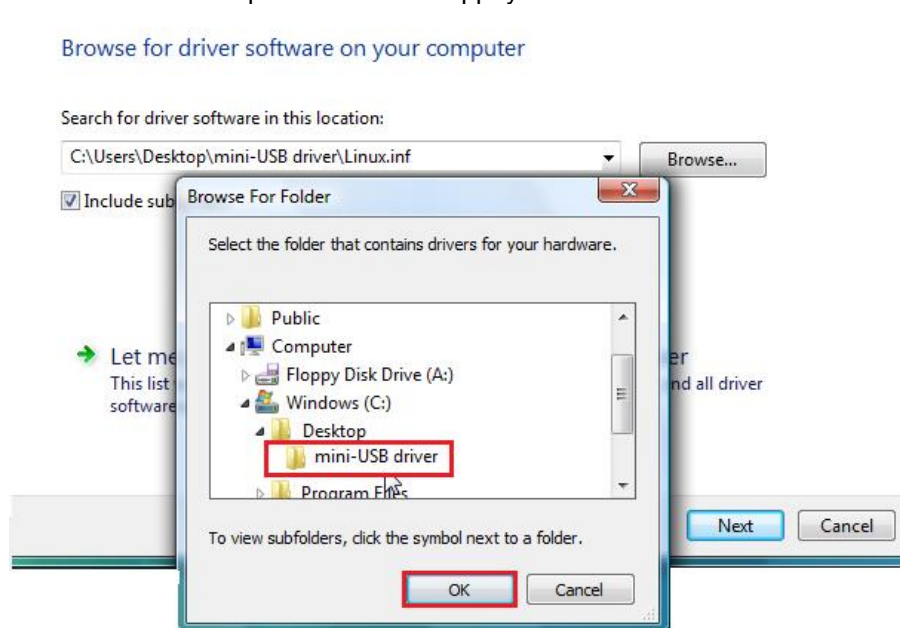 Browse for driver software on your computer
Search for driver software in this location:
C:\Users\Desktop\mini-USB driver\Linux.inf
Browse...
Include sub
Browse For Folder
X
Select the folder that contains drivers for your hardware.
Public
Computer
Floppy Disk Drive (A:)
Windows (C:)
Desktop
mini-USB driver
Program Files
To view subfolders, click the symbol next to a folder.
OK
Cancel
Let me
er
This list
nd all driver
software
Next
Cancel